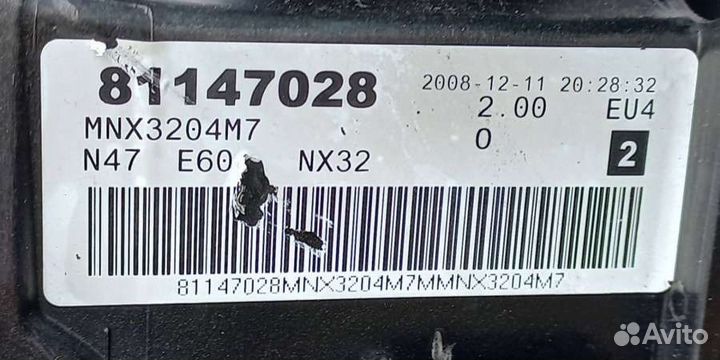 81147028 2008-12-11 20:28:32
MNX3204M7 2.00 EU4
N47 E60 NX32 0 2
81147028MNX3204M7MMNX3204M7
Avito